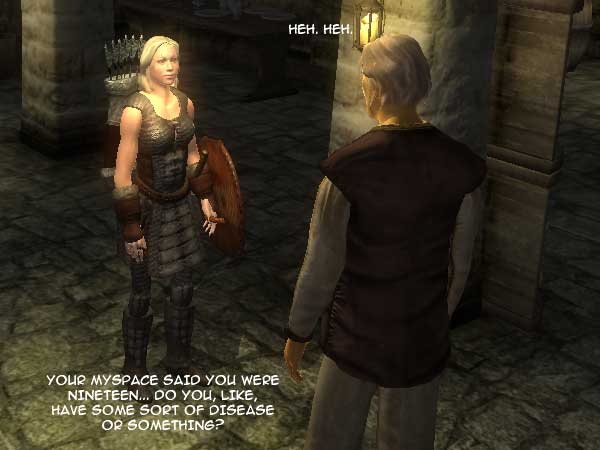 HEH. HEH.
YOUR MYSPACE SAID YOU WERE
NINETEEN... DO YOU, LIKE,
HAVE SOME SORT OF DISEASE
OR SOMETHING?